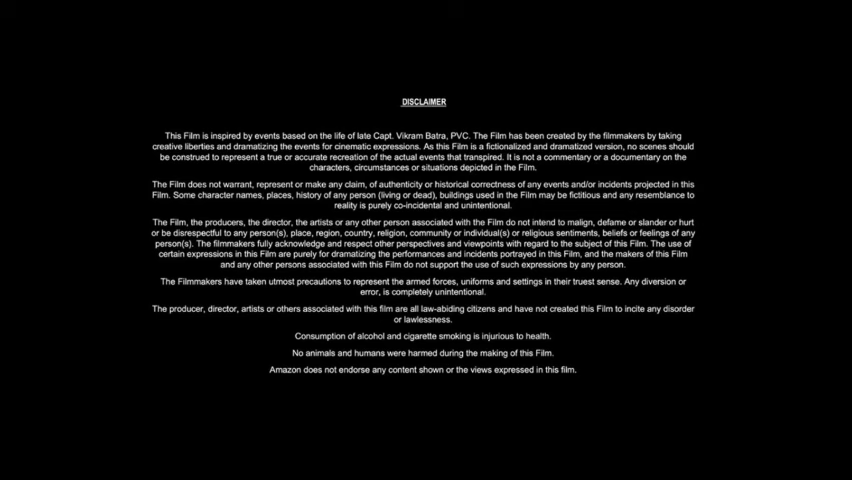 DISCLAIMER
This Film is inspired by events based on the life of late Capt. Vikram Batra, PVC. The Film has been created by the filmmakers by taking
creative liberties and dramatizing the events for cinematic expressions. As this Film is a fictionalized and dramatized version, no scenes should
be construed to represent a true or accurate recreation of the actual events that transpired. It is not a commentary or a documentary on the
characters, circumstances or situations depicted in the Film.
The Film does not warrant, represent or make any claim, of authenticity or historical correctness of any events and/or incidents projected in this
Film. Some character names, places, history of any person (living or dead), buildings used in the Film may be fictitious and any resemblance to
reality is purely co-incidental and unintentional.
The Film, the producers, the director, the artists or any other person associated with the Film do not intend to malign, defame or slander or hurt
or be disrespectful to any person(s), place, region, country, religion, community or individual(s) or religious sentiments, beliefs or feelings of any
person(s). The filmmakers fully acknowledge and respect other perspectives and viewpoints with regard to the subject of this Film. The use of
certain expressions in this Film are purely for dramatizing the performances and incidents portrayed in this Film, and the makers of this Film
and any other persons associated with this Film do not support the use of such expressions by any person.
The Filmmakers have taken utmost precautions to represent the armed forces, uniforms and settings in their truest sense. Any diversion or
error, is completely unintentional.
The producer, director, artists or others associated with this film are all law-abiding citizens and have not created this Film to incite any disorder
or lawlessness.
Consumption of alcohol and cigarette smoking is injurious to health.
No animals and humans were harmed during the making of this Film.
Amazon does not endorse any content shown or the views expressed in this film.